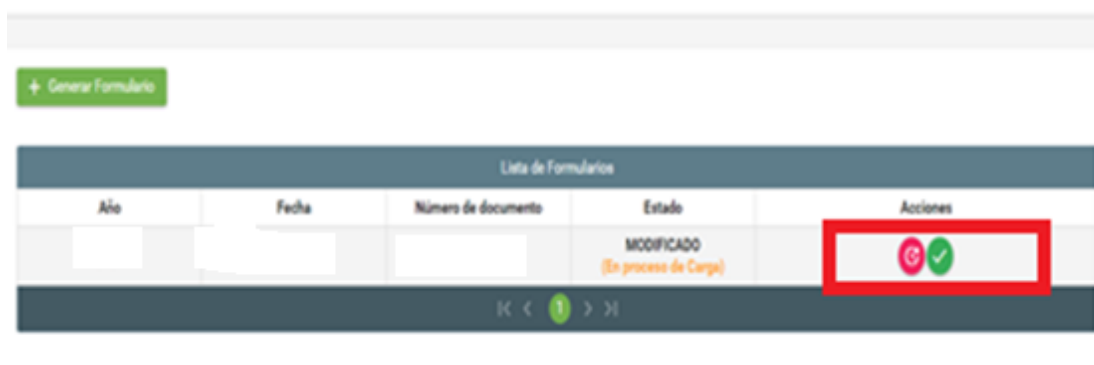 + Generar Formulario
Lista de Formularios
Año Fecha Número de documento Estado Acciones
MODIFICADO
(En proceso de Carga)
1